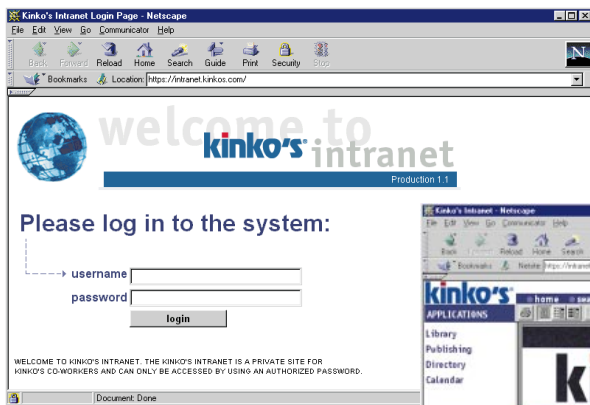 Kinko's Intranet Login Page - Netscape
File Edit View Go Communicator Help
Back Forward Reload Home Search Guide Print Security Stop
N
Bookmarks Location: https://intranet.kinkos.com/
welcome to
kinko's intranet
Production 1.1
Please log in to the system:
username
password
login
WELCOME TO KINKO'S INTRANET. THE KINKO'S INTRANET IS A PRIVATE SITE FOR
KINKO'S CO-WORKERS AND CAN ONLY BE ACCESSED BY USING AN AUTHORIZED PASSWORD.
Document: Done
Kinko's Intranet - Netscape
File Edit View Go Communicator Help
Back Forward Reload Home Search
Bookmarks Netsite: https://intranet
kinko's
home sea
APPLICATIONS
Library
Publishing
Directory
Calendar
k